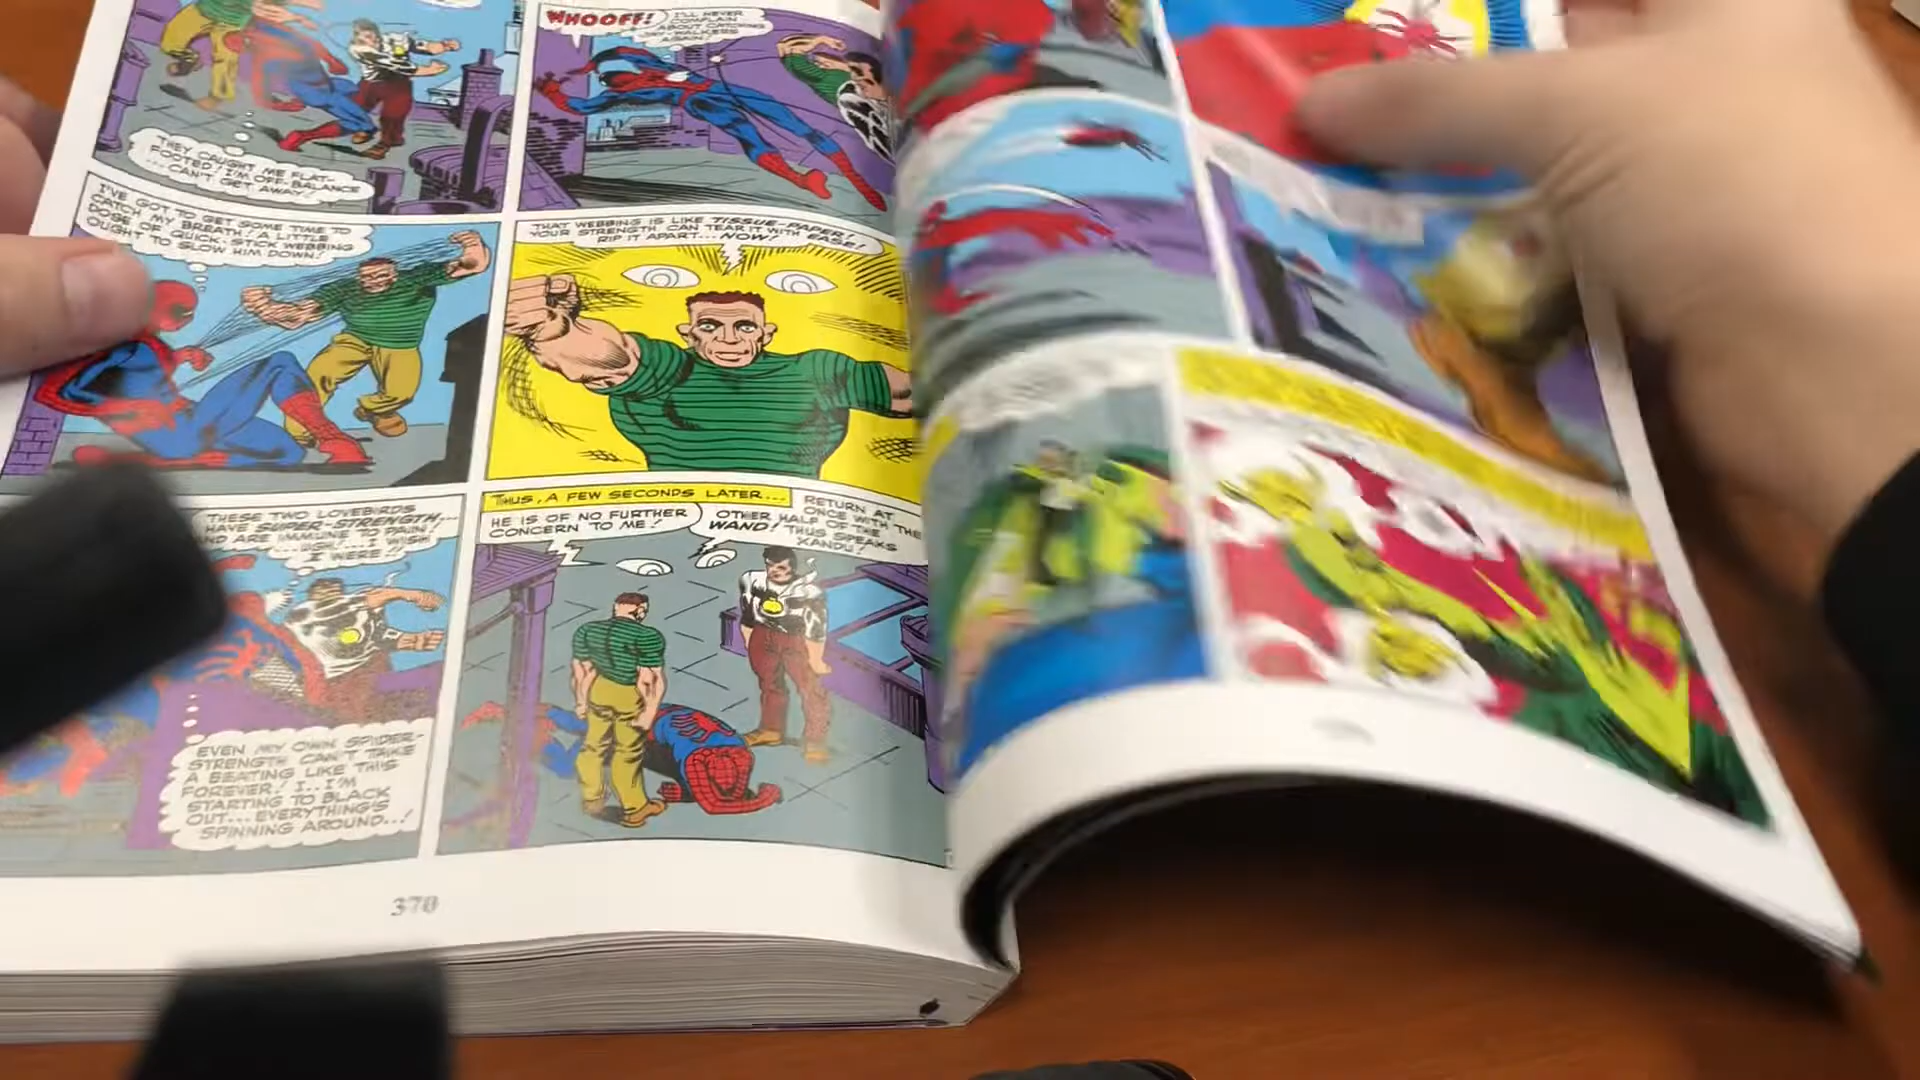 WHOOFF!
I'LL NEVER
COMPLAIN
THEY CAUGHT ME FLAT-
FOOTED! I'M OFF-BALANCE
...CAN'T GET AWAY!
I'VE GOT TO GET SOME TIME TO
CATCH MY BREATH! A LITTLE
DOSE OF QUICK-STICK WEBBING
OUGHT TO SLOW HIM DOWN!
THAT WEBBING IS LIKE TISSUE-PAPER!
YOUR STRENGTH CAN TEAR IT WITH EASE!
RIP IT APART... NOW!
THESE TWO LOVEBIRDS
HAVE SUPER-STRENGTH...
AND ARE IMMUNE TO PAIN!
WISH
I WERE!
EVEN MY OWN SPIDER-
STRENGTH CAN'T TAKE
A BEATING LIKE THIS
FOREVER! I..I'M
STARTING TO BLACK
OUT... EVERYTHING'S
SPINNING AROUND...!
THUS, A FEW SECONDS LATER...
HE IS OF NO FURTHER
CONCERN TO ME!
RETURN AT
ONCE WITH THE
OTHER HALF OF THE
WAND! THUS SPEAKS
XANDU!
370